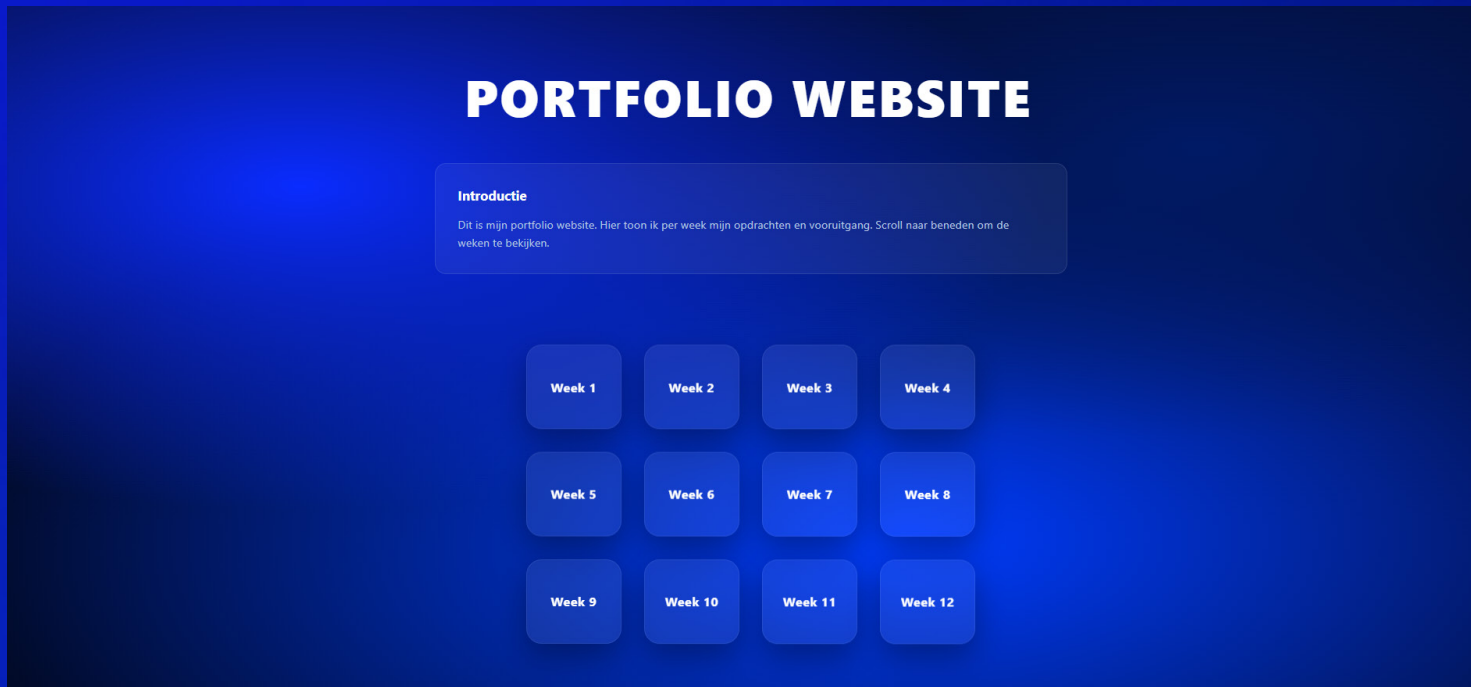 PORTFOLIO WEBSITE
Introductie
Dit is mijn portfolio website. Hier toon ik per week mijn opdrachten en vooruitgang. Scroll naar beneden om de
weken te bekijken.
Week 1
Week 2
Week 3
Week 4
Week 5
Week 6
Week 7
Week 8
Week 9
Week 10
Week 11
Week 12